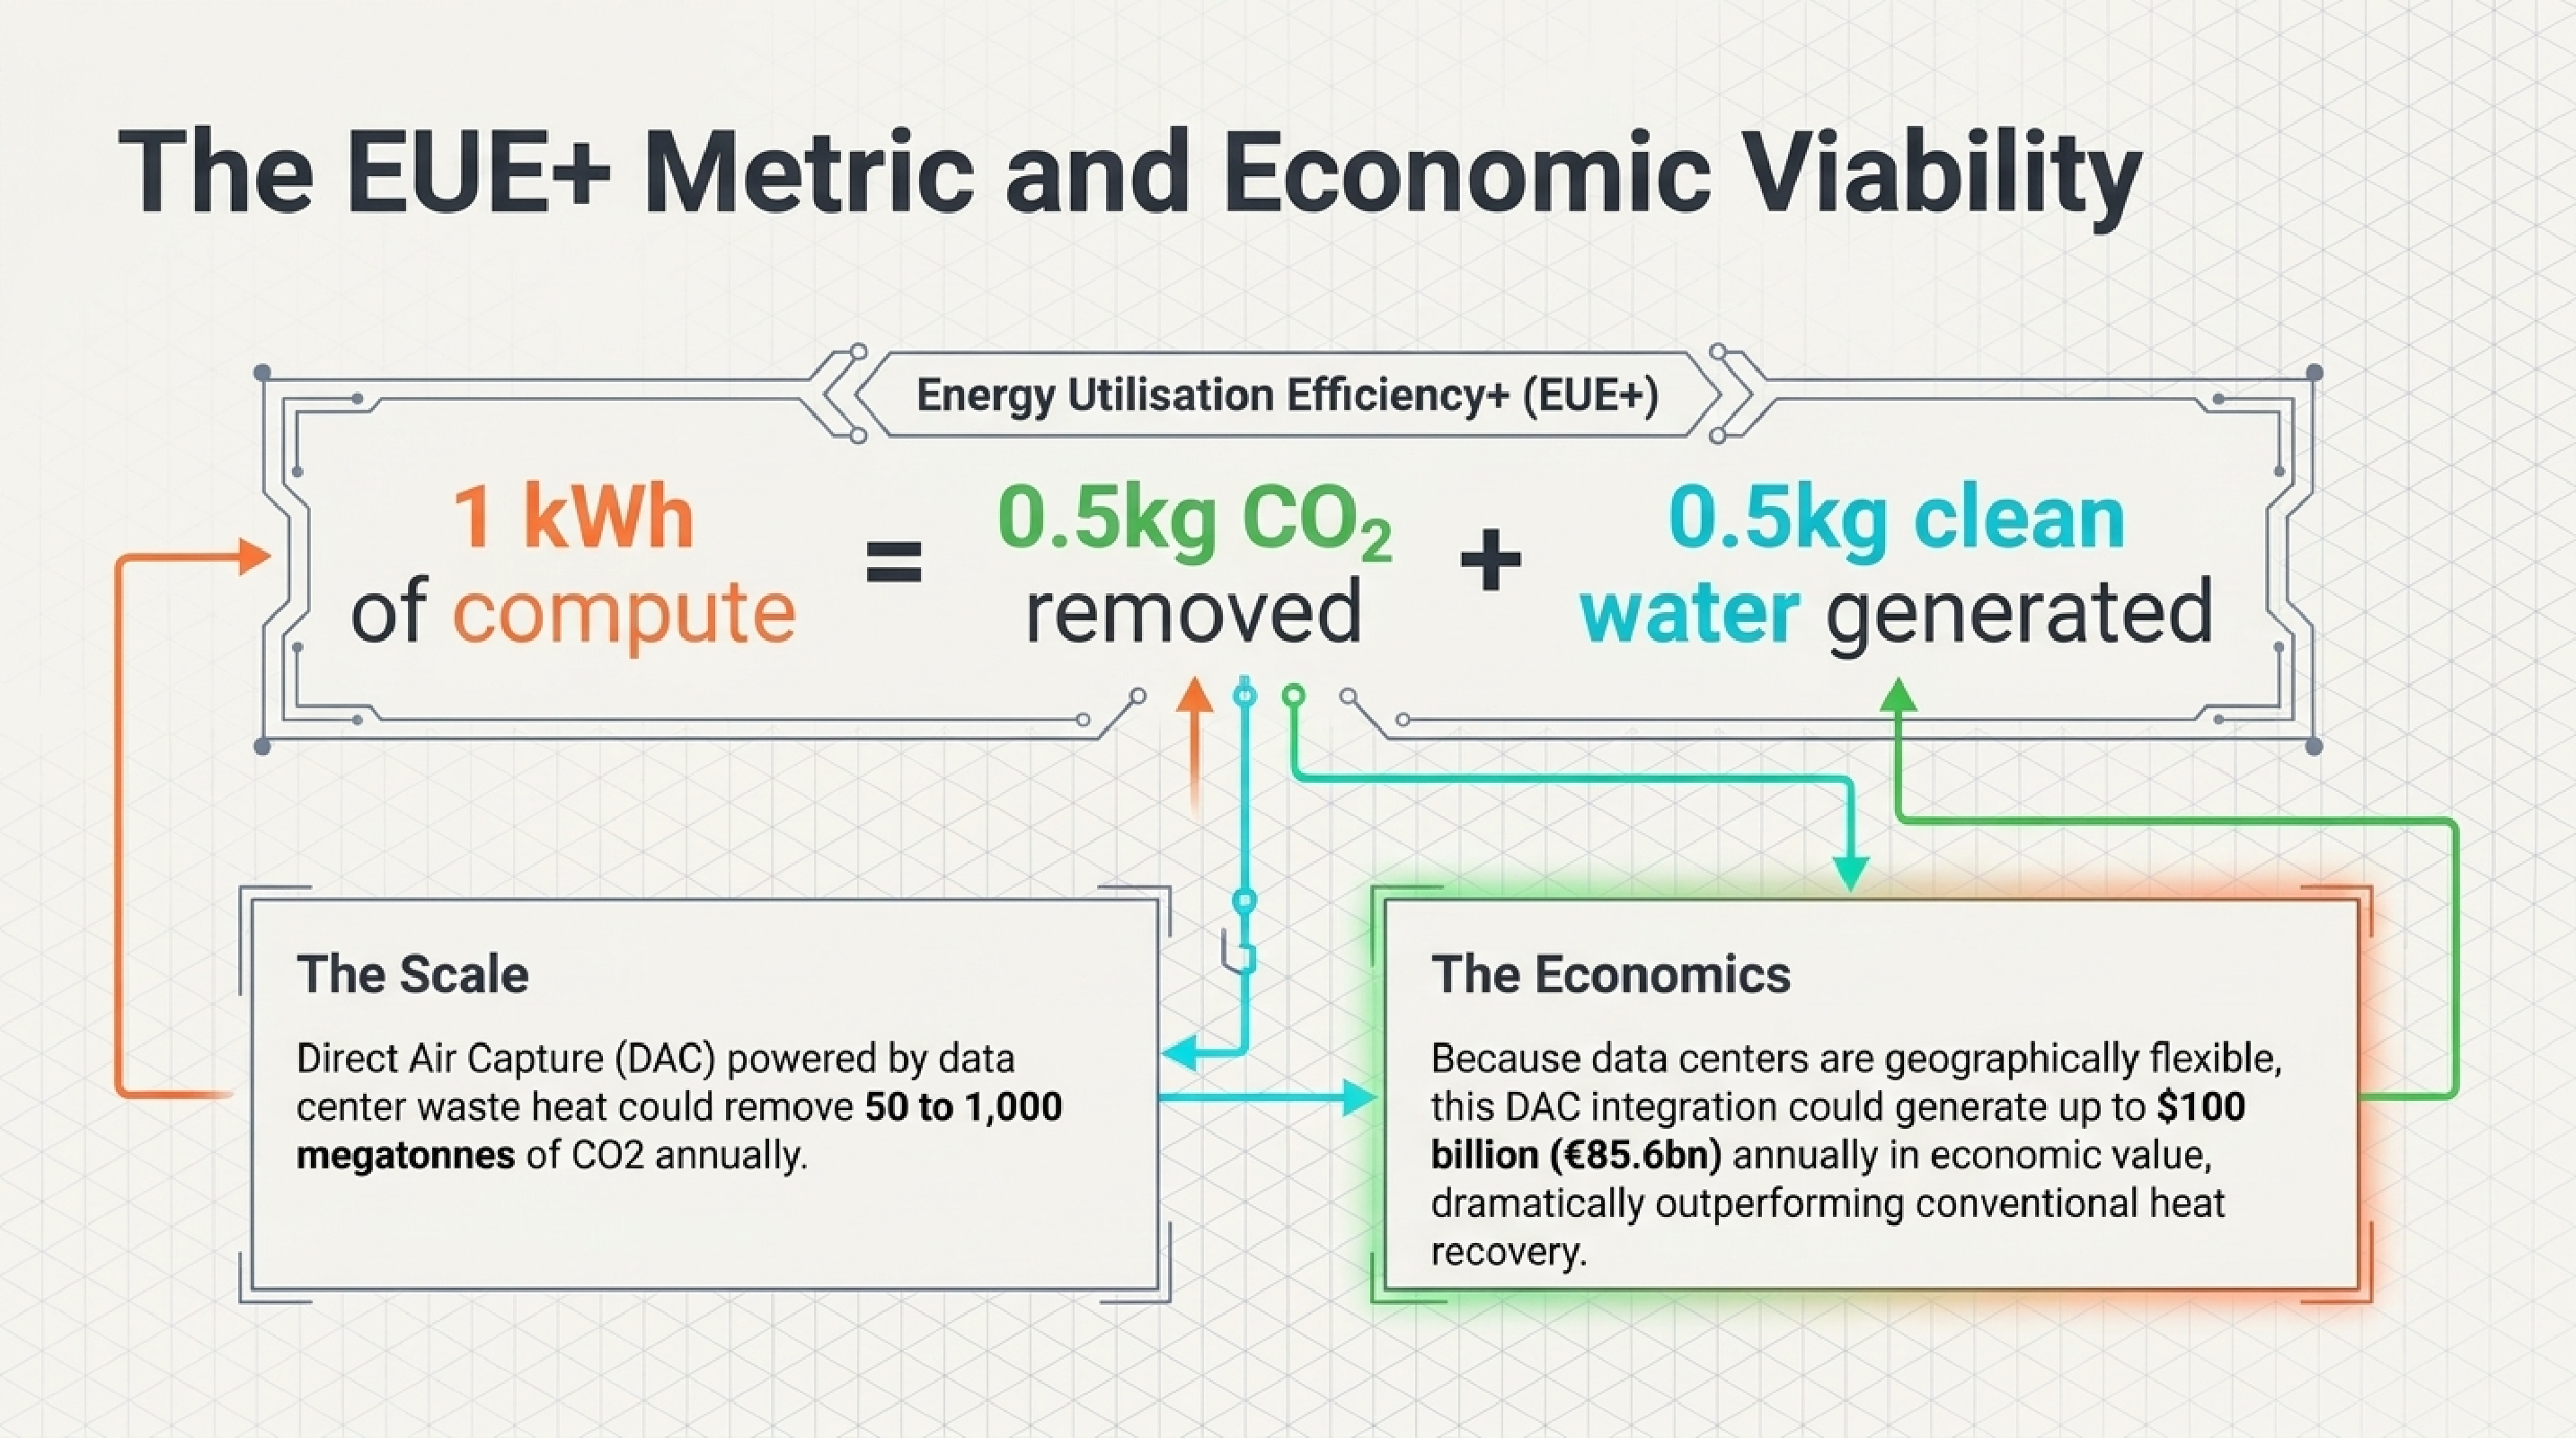 The EUE+ Metric and Economic Viability
Energy Utilisation Efficiency+ (EUE+)
1 kWh
of compute
=
0.5kg CO₂
removed
+
0.5kg clean
water generated
The Scale
Direct Air Capture (DAC) powered by data
center waste heat could remove 50 to 1,000
megatonnes of CO2 annually.
The Economics
Because data centers are geographically flexible,
this DAC integration could generate up to $100
billion (€85.6bn) annually in economic value,
dramatically outperforming conventional heat
recovery.